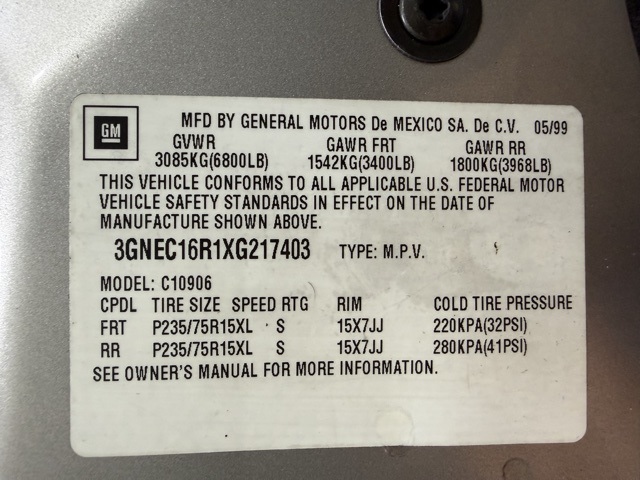 GM
MFD BY GENERAL MOTORS De MEXICO SA. De C.V. 05/99
GVWR GAWR FRT GAWR RR
3085KG(6800LB) 1542KG(3400LB) 1800KG(3968LB)
THIS VEHICLE CONFORMS TO ALL APPLICABLE U.S. FEDERAL MOTOR
VEHICLE SAFETY STANDARDS IN EFFECT ON THE DATE OF
MANUFACTURE SHOWN ABOVE.
3GNEC16R1XG217403 TYPE: M.P.V.
MODEL: C10906
CPDL TIRE SIZE SPEED RTG RIM COLD TIRE PRESSURE
FRT P235/75R15XL S 15X7JJ 220KPA(32PSI)
RR P235/75R15XL S 15X7JJ 280KPA(41PSI)
SEE OWNER'S MANUAL FOR MORE INFORMATION.